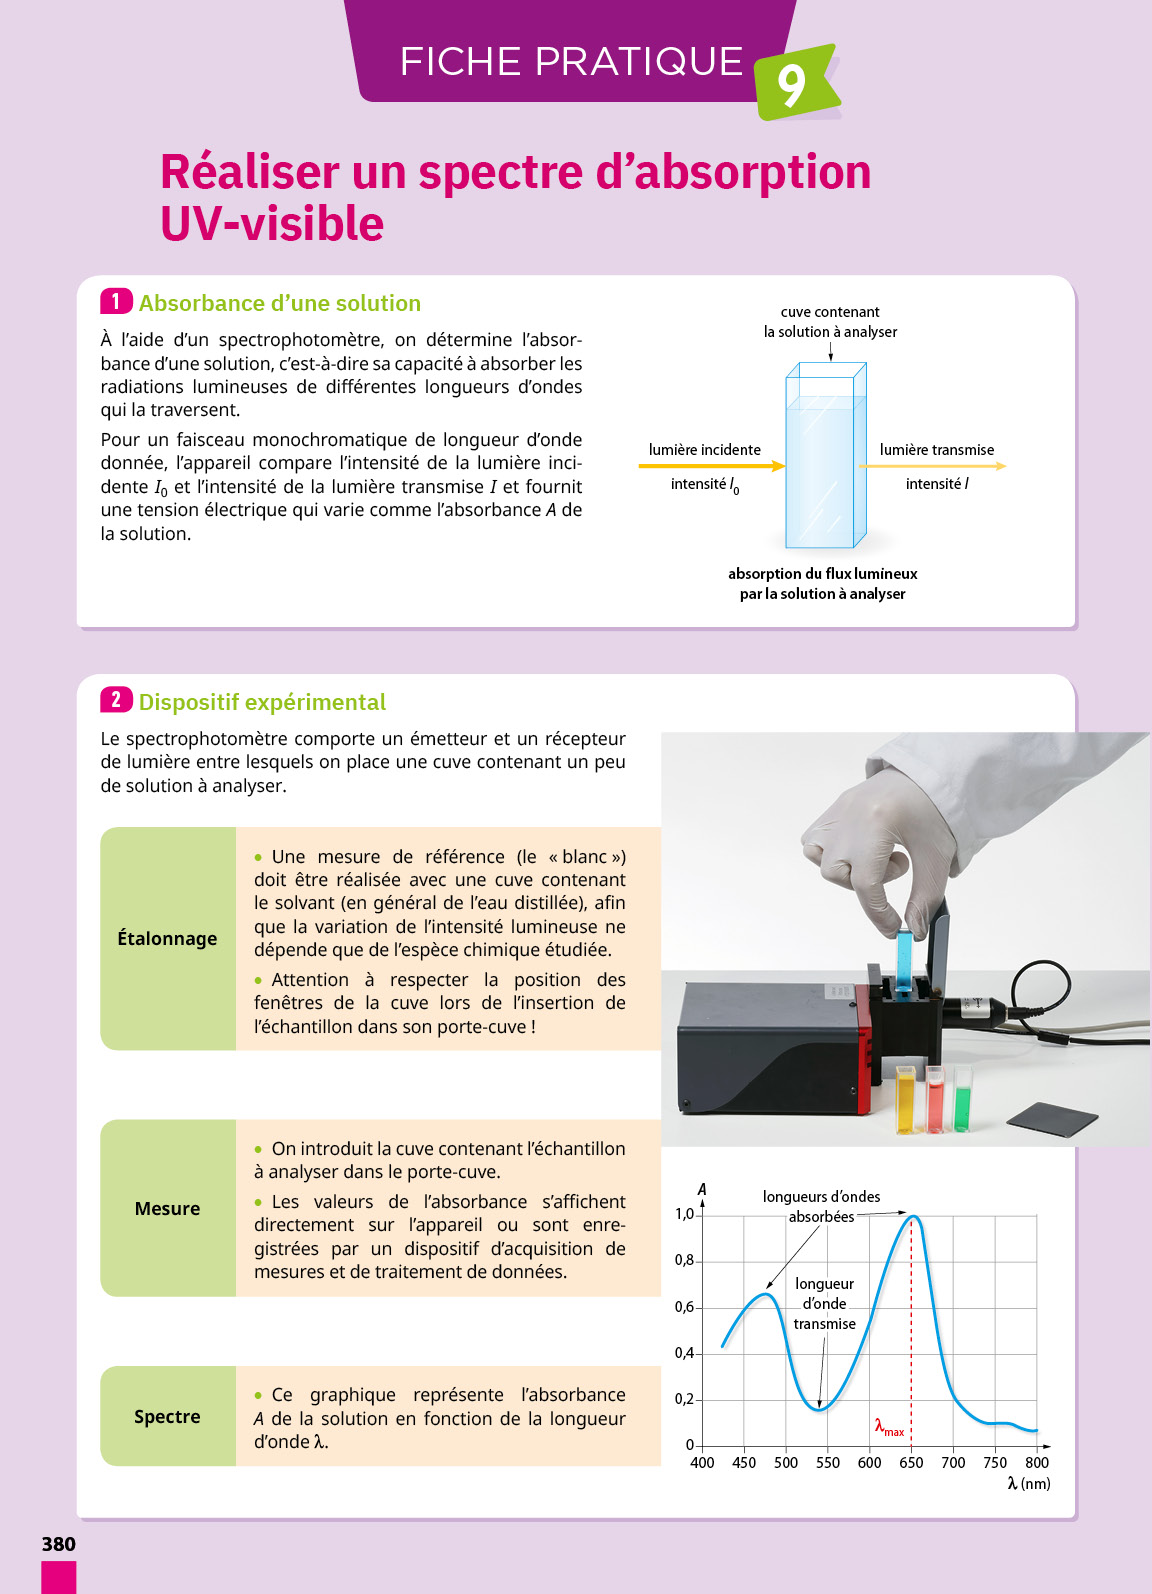 FICHE PRATIQUE
9
Réaliser un spectre d’absorption
UV-visible
1 Absorbance d’une solution
À l’aide d’un spectrophotomètre, on détermine l’absor-
bance d’une solution, c’est-à-dire sa capacité à absorber les
radiations lumineuses de différentes longueurs d’ondes
qui la traversent.
Pour un faisceau monochromatique de longueur d’onde
donnée, l’appareil compare l’intensité de la lumière inci-
dente I₀ et l’intensité de la lumière transmise I et fournit
une tension électrique qui varie comme l’absorbance A de
la solution.
cuve contenant
la solution à analyser
lumière incidente
intensité I₀
lumière transmise
intensité I
absorption du flux lumineux
par la solution à analyser
2 Dispositif expérimental
Le spectrophotomètre comporte un émetteur et un récepteur
de lumière entre lesquels on place une cuve contenant un peu
de solution à analyser.
Étalonnage
• Une mesure de référence (le « blanc »)
doit être réalisée avec une cuve contenant
le solvant (en général de l’eau distillée), afin
que la variation de l’intensité lumineuse ne
dépende que de l’espèce chimique étudiée.
• Attention à respecter la position des
fenêtres de la cuve lors de l’insertion de
l’échantillon dans son porte-cuve !
Mesure
• On introduit la cuve contenant l’échantillon
à analyser dans le porte-cuve.
• Les valeurs de l’absorbance s’affichent
directement sur l’appareil ou sont enre-
gistrées par un dispositif d’acquisition de
mesures et de traitement de données.
Spectre
• Ce graphique représente l’absorbance
A de la solution en fonction de la longueur
d’onde λ.
A
1,0
0,8
0,6
0,4
0,2
0
longueurs d’ondes
absorbées
longueur
d’onde
transmise
λmax
400 450 500 550 600 650 700 750 800
λ (nm)
380